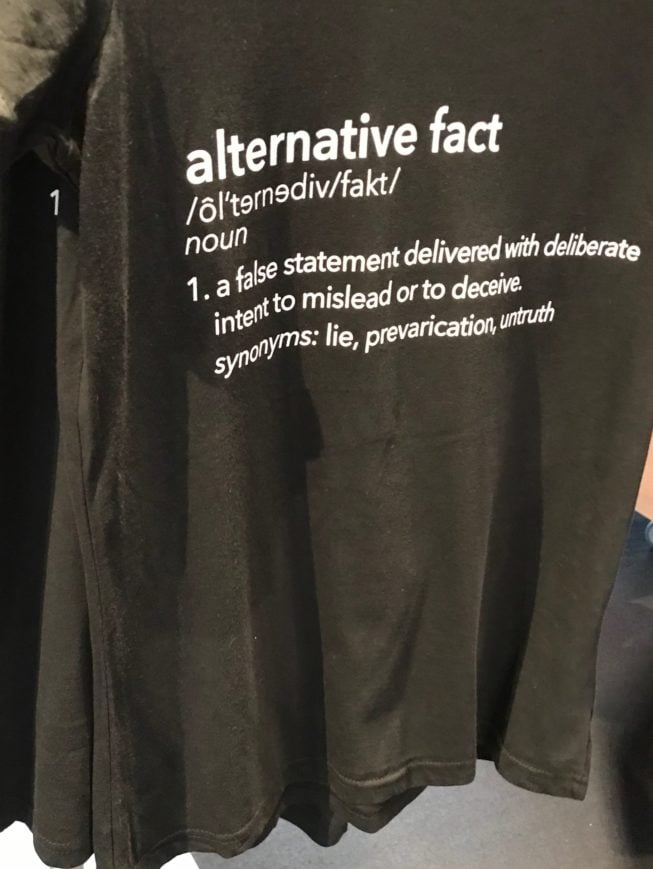 alternative fact
/ôl'tərnədiv/fakt/
noun
1. a false statement delivered with deliberate
intent to mislead or to deceive.
synonyms: lie, prevarication, untruth
1